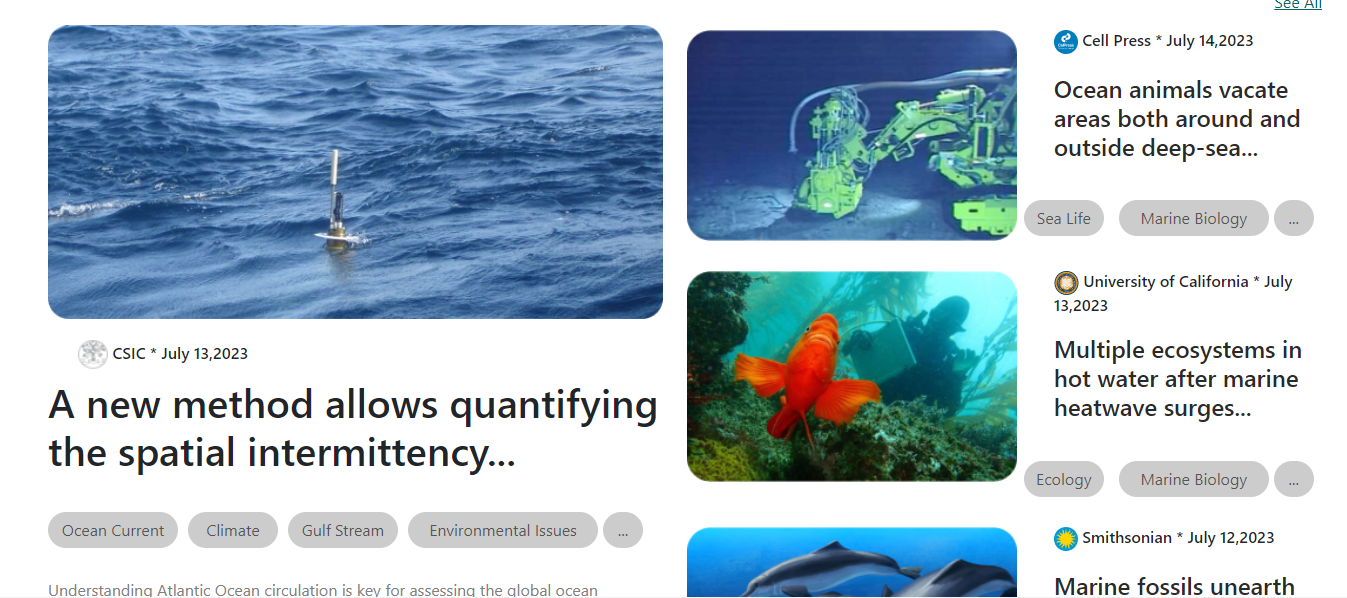 See All
CSIC * July 13,2023
A new method allows quantifying
the spatial intermittency...
Ocean Current
Climate
Gulf Stream
Environmental Issues
...
Understanding Atlantic Ocean circulation is key for assessing the global ocean
Cell Press * July 14,2023
Ocean animals vacate
areas both around and
outside deep-sea...
Sea Life
Marine Biology
...
University of California * July
13,2023
Multiple ecosystems in
hot water after marine
heatwave surges...
Ecology
Marine Biology
...
Smithsonian * July 12,2023
Marine fossils unearth